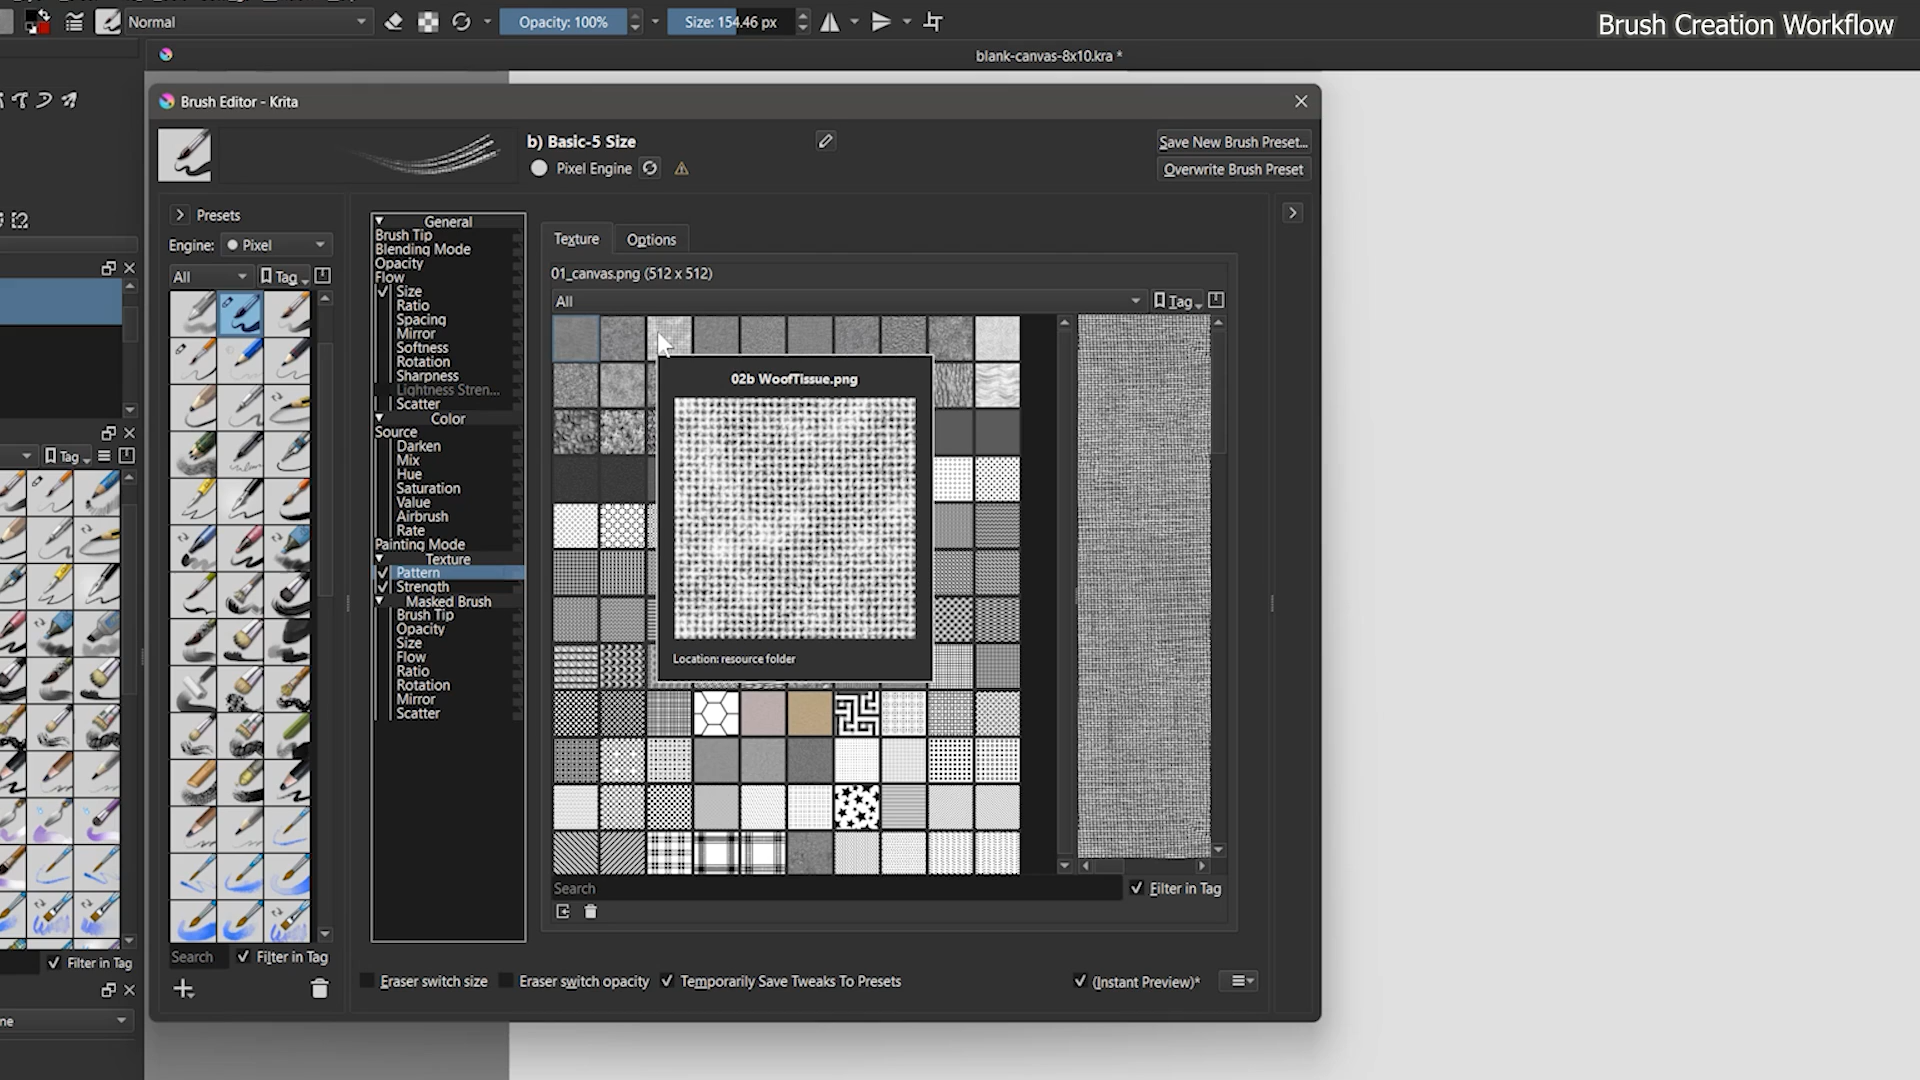 Normal
Opacity: 100%
Size: 154.46 px
Brush Creation Workflow
blank-canvas-8x10.kra *
Brush Editor - Krita
b) Basic-5 Size
Pixel Engine
Save New Brush Preset...
Overwrite Brush Preset
Presets
Engine:
Pixel
All
Tag
General
Brush Tip
Blending Mode
Opacity
Flow
Size
Ratio
Spacing
Mirror
Softness
Rotation
Sharpness
Lightness Stren...
Scatter
Color
Source
Darken
Mix
Hue
Saturation
Value
Airbrush
Rate
Painting Mode
Texture
Pattern
Strength
Masked Brush
Brush Tip
Opacity
Size
Flow
Ratio
Rotation
Mirror
Scatter
Texture
Options
01_canvas.png (512 x 512)
All
Tag
02b WoofTissue.png
Location: resource folder
Search
Filter in Tag
Tag
Filter in Tag
ne
Search
Filter in Tag
Eraser switch size
Eraser switch opacity
Temporarily Save Tweaks To Presets
(Instant Preview)*